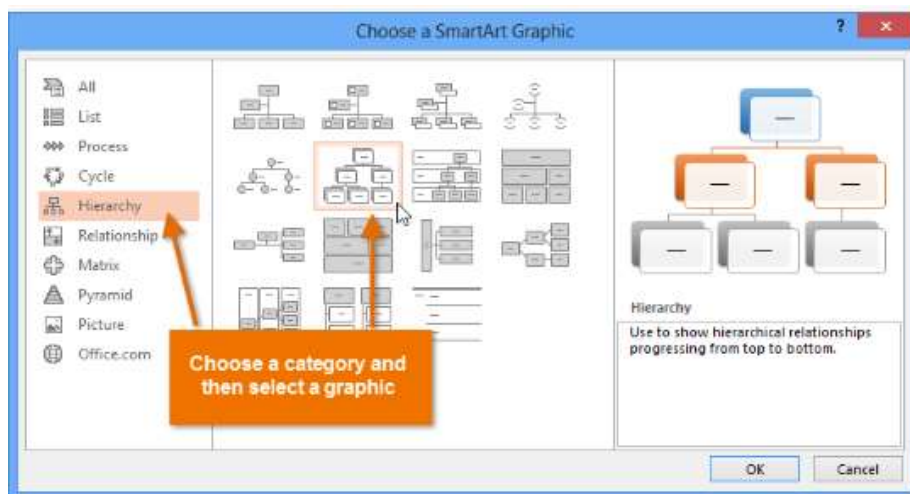 Choose a SmartArt Graphic
?
All
List
Process
Cycle
Hierarchy
Relationship
Matrix
Pyramid
Picture
Office.com
Choose a category and
then select a graphic
Hierarchy
Use to show hierarchical relationships
progressing from top to bottom.
OK
Cancel